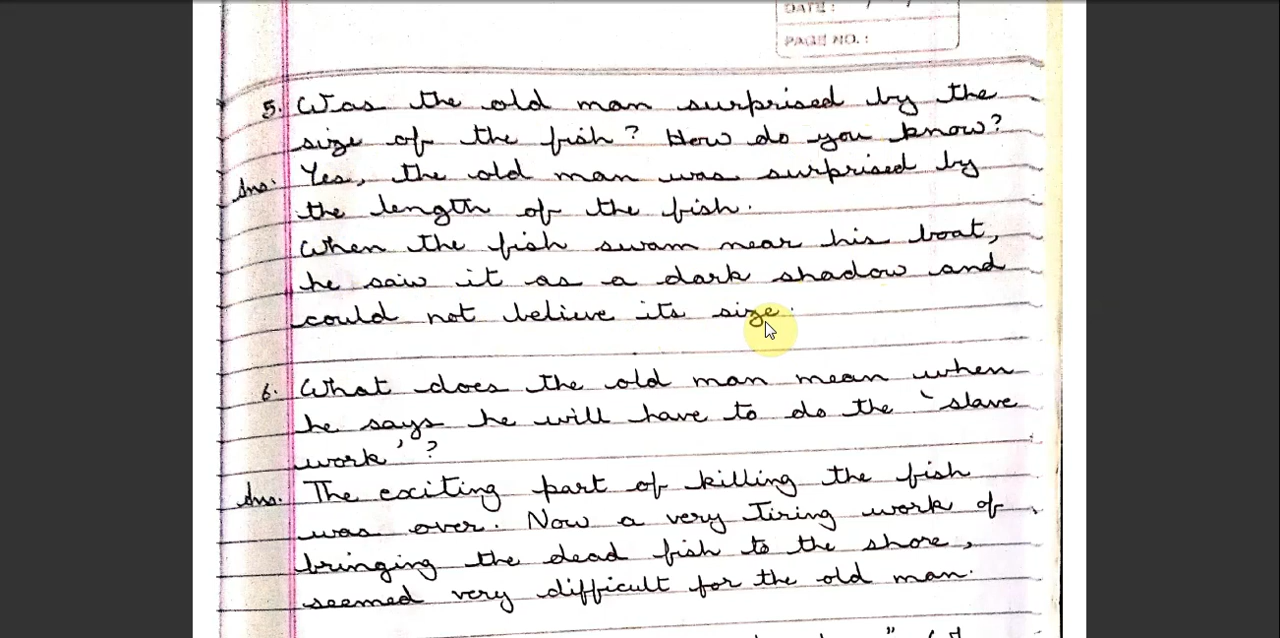 DATE: / /
PAGE NO.:
5. Was the old man surprised by the
size of the fish? How do you know?
Ans. Yes, the old man was surprised by
the length of the fish.
When the fish swam near his boat,
he saw it as a dark shadow and
could not believe its size.
6. What does the old man mean when
he says he will have to do the 'slave
work'?
Ans. The exciting part of killing the fish
was over. Now a very tiring work of
bringing the dead fish to the shore,
seemed very difficult for the old man.